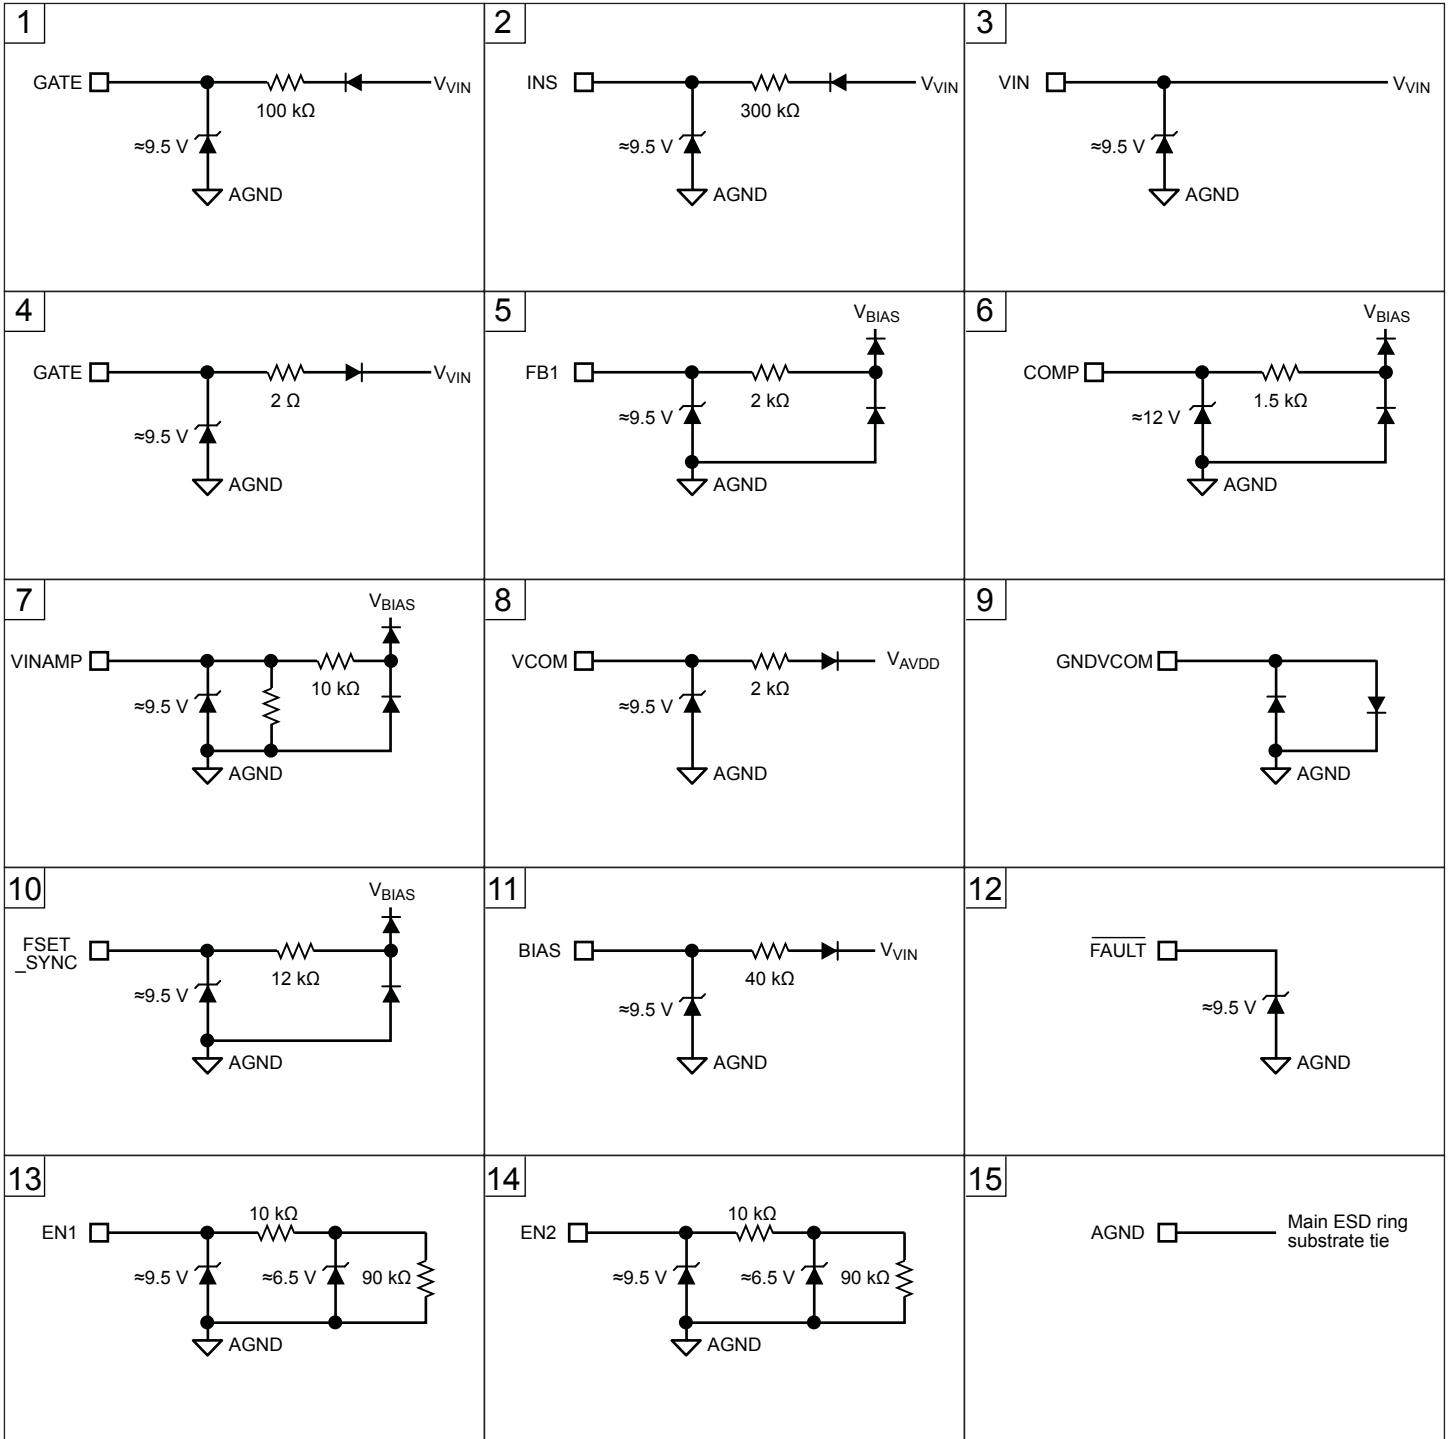 1
GATE
100 kΩ
VVIN
≈9.5 V
AGND
2
INS
300 kΩ
VVIN
≈9.5 V
AGND
3
VIN
VVIN
≈9.5 V
AGND
4
GATE
2 Ω
VVIN
≈9.5 V
AGND
5
VBIAS
FB1
2 kΩ
≈9.5 V
AGND
6
VBIAS
COMP
1.5 kΩ
≈12 V
AGND
7
VBIAS
VINAMP
10 kΩ
≈9.5 V
AGND
8
VCOM
2 kΩ
VAVDD
≈9.5 V
AGND
9
GNDVCOM
AGND
10
VBIAS
FSET
_SYNC
12 kΩ
≈9.5 V
AGND
11
BIAS
40 kΩ
VVIN
≈9.5 V
AGND
12
FAULT
≈9.5 V
AGND
13
10 kΩ
EN1
≈9.5 V
≈6.5 V
90 kΩ
AGND
14
10 kΩ
EN2
≈9.5 V
≈6.5 V
90 kΩ
AGND
15
AGND
Main ESD ring
substrate tie